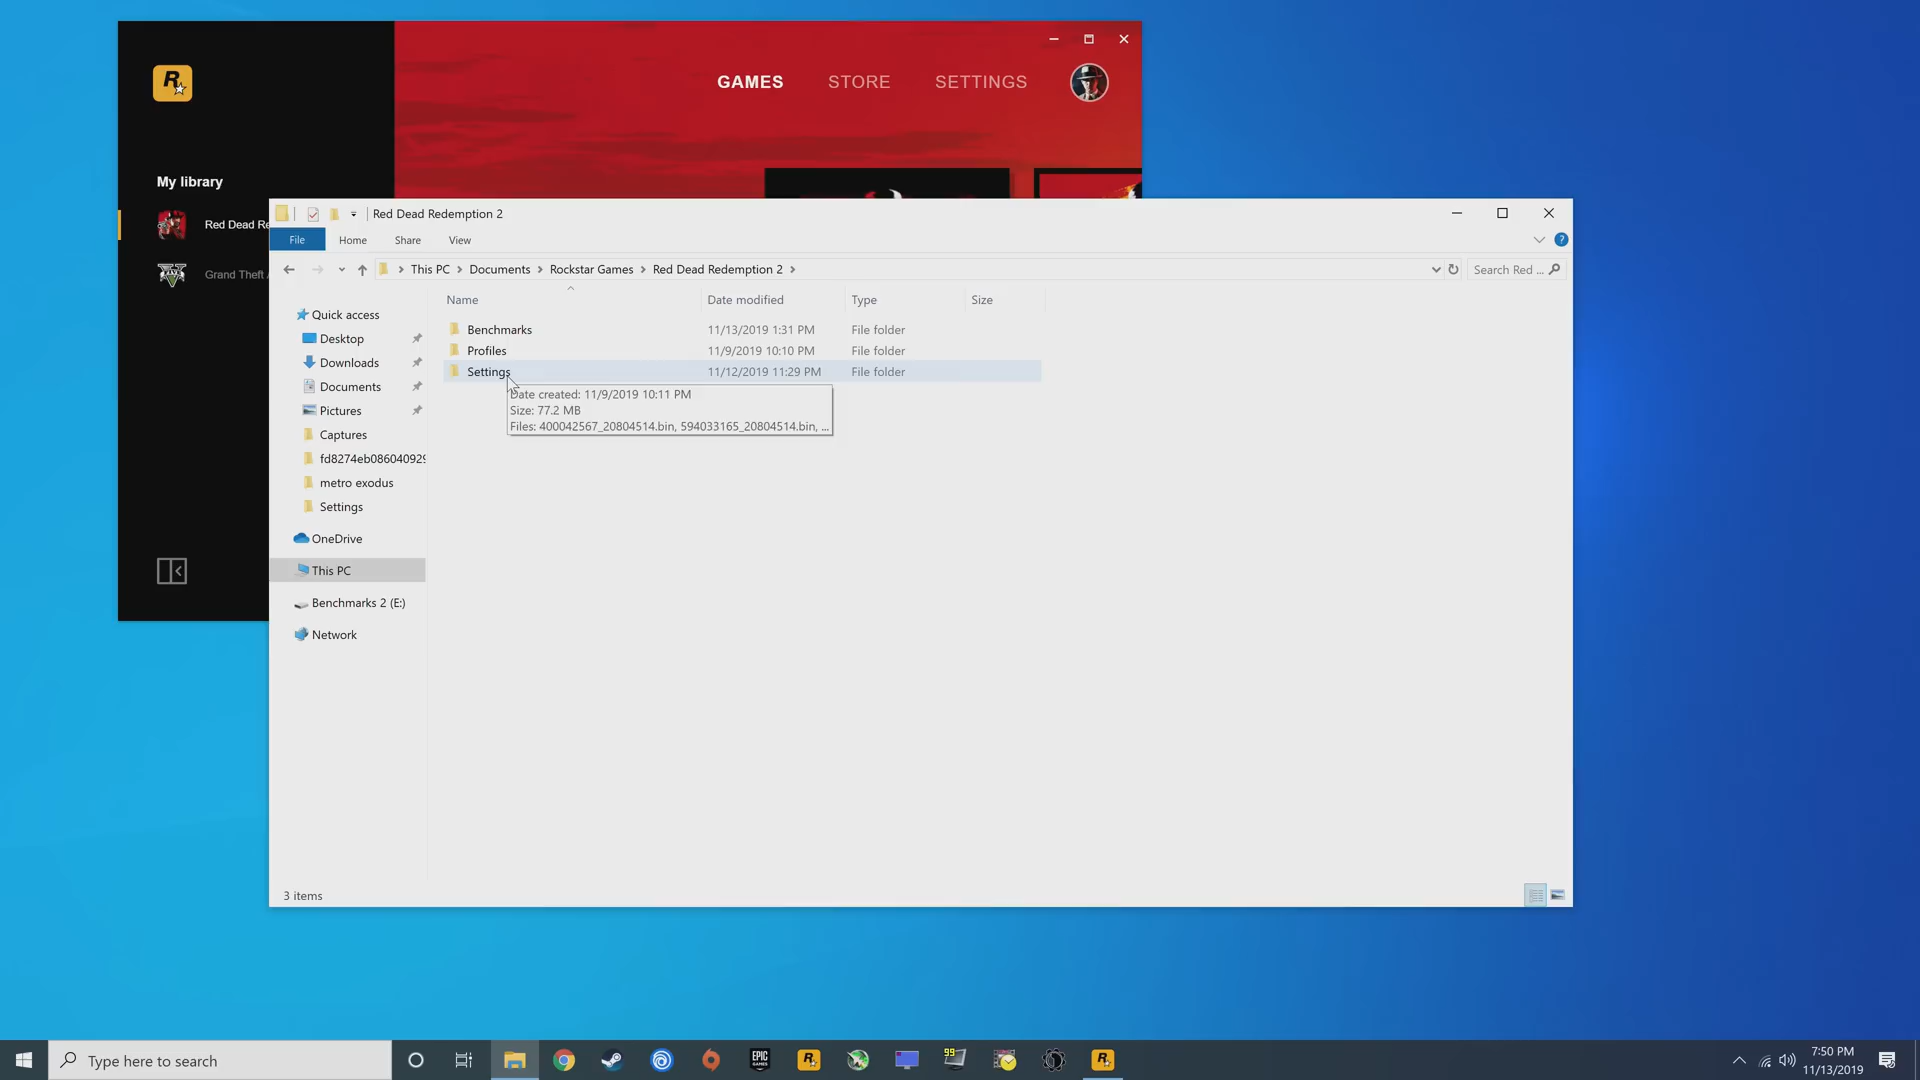 R
GAMES
STORE
SETTINGS
My library
Red Dead Re
Grand Theft
Red Dead Redemption 2
File
Home
Share
View
?
This PC
Documents
Rockstar Games
Red Dead Redemption 2
Search Red ...
Name
Date modified
Type
Size
Quick access
Desktop
Downloads
Documents
Pictures
Captures
fd8274eb086040929
metro exodus
Settings
OneDrive
This PC
Benchmarks 2 (E:)
Network
Benchmarks 11/13/2019 1:31 PM File folder
Profiles 11/9/2019 10:10 PM File folder
Settings 11/12/2019 11:29 PM File folder
Date created: 11/9/2019 10:11 PM
Size: 77.2 MB
Files: 400042567_20804514.bin, 594033165_20804514.bin, ...
3 items
Type here to search
EPIC
GAMES
R
99
R
7:50 PM
11/13/2019